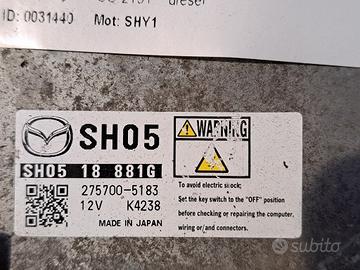 diesel
ID: 0031440 Mot: SHY1
SH05
SH05 18 881G
275700-5183
12V K4238
MADE IN JAPAN
WARNING
To avoid electric shock;
Set the key switch to the "OFF" position
before checking or repairing the computer,
wiring or/and connectors.
subito